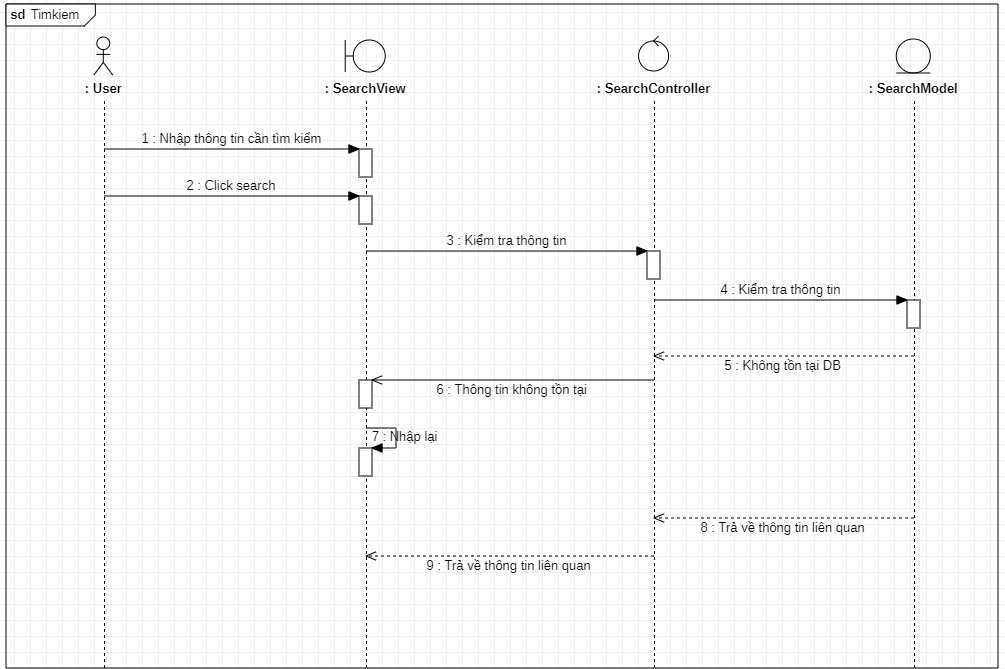 sd Timkiem
: User
: SearchView
: SearchController
: SearchModel
1 : Nhập thông tin cần tìm kiếm
2 : Click search
3 : Kiểm tra thông tin
4 : Kiểm tra thông tin
5 : Không tồn tại DB
6 : Thông tin không tồn tại
7 : Nhập lại
8 : Trả về thông tin liên quan
9 : Trả về thông tin liên quan